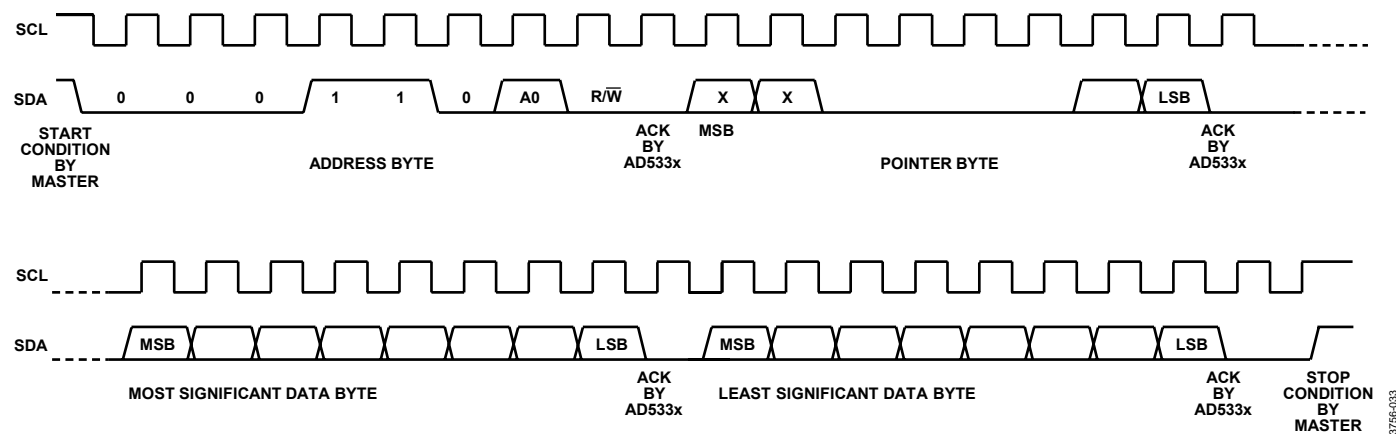 SCL
SDA 0 0 0 1 1 0 A0 R/W̅ X X LSB
START
CONDITION
BY
MASTER
ADDRESS BYTE
ACK
BY
AD533x
MSB
POINTER BYTE
ACK
BY
AD533x
SCL
SDA MSB LSB MSB LSB
MOST SIGNIFICANT DATA BYTE
ACK
BY
AD533x
LEAST SIGNIFICANT DATA BYTE
ACK
BY
AD533x
STOP
CONDITION
BY
MASTER
3756-033